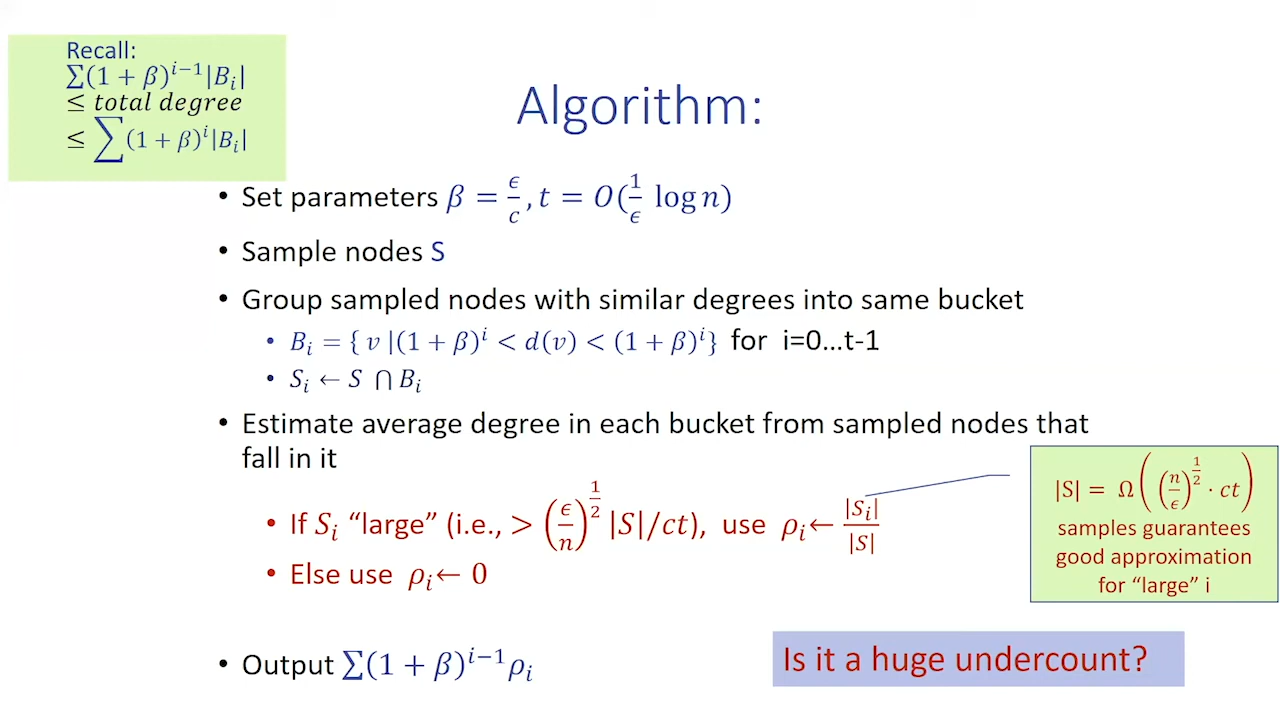 Recall:
∑(1 + β)^{i−1}|B_i|
≤ total degree
≤ ∑(1 + β)^i|B_i|
Algorithm:
• Set parameters β = ϵ/c, t = O(1/ϵ log n)
• Sample nodes S
• Group sampled nodes with similar degrees into same bucket
• B_i = { v |(1 + β)^i < d(v) < (1 + β)^i} for i=0...t-1
• S_i ← S ⋂ B_i
• Estimate average degree in each bucket from sampled nodes that
fall in it
• If S_i “large” (i.e., > (ϵ/n)^{1/2} |S|/ct), use ρ_i← |S_i|/|S|
• Else use ρ_i← 0
|S| = Ω((n/ϵ)^{1/2} · ct)
samples guarantees
good approximation
for “large” i
• Output ∑(1 + β)^{i−1}ρ_i
Is it a huge undercount?